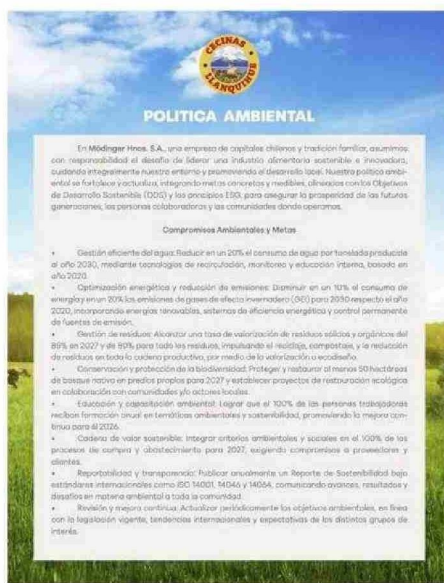 CECINAS
LLANQUIHUE
POLITICA AMBIENTAL
En Mödinger Hnos. S.A., una empresa de capitales chilenos y tradición familiar, asumimos
con responsabilidad el desafío de liderar una industria alimentaria sostenible e innovadora,
cuidando integralmente nuestro entorno y promoviendo el desarrollo local. Nuestra política ambi-
ental se fortalece y actualiza, integrando metas concretas y medibles, alineadas con los Objetivos
de Desarrollo Sostenible (ODS) y los principios ESG, para asegurar la prosperidad de las futuras
generaciones, las personas colaboradoras y las comunidades donde operamos.
Compromisos Ambientales y Metas
• Gestión eficiente del agua: Reducir en un 20% el consumo de agua por tonelada producida
al año 2030, mediante tecnologías de recirculación, monitoreo y educación interna, basado en
año 2020.
• Optimización energética y reducción de emisiones: Disminuir en un 10% el consumo de
energía y en un 20% las emisiones de gases de efecto invernadero (GEI) para 2030 respecto al año
2020, incorporando energías renovables, sistemas de eficiencia energética y control permanente
de fuentes de emisión.
• Gestión de residuos: Alcanzar una tasa de valorización de residuos sólidos y orgánicos del
85% en 2027 y de 90% para todo los residuos, impulsando el reciclaje, compostaje, y la reducción
de residuos en toda la cadena productiva, por medio de la valorización o ecodiseño.
• Conservación y protección de la biodiversidad: Proteger y restaurar al menos 50 hectáreas
de bosque nativo en predios propios para 2027 y establecer proyectos de restauración ecológica
en colaboración con comunidades y/o actores locales.
• Educación y capacitación ambiental: Lograr que el 100% de las personas trabajadoras
reciban formación anual en temáticas ambientales y sostenibilidad, promoviendo la mejora con-
tinua para el 2026.
• Cadena de valor sostenible: Integrar criterios ambientales y sociales en el 100% de los
procesos de compra y abastecimiento para 2027, exigiendo compromisos a proveedores y
clientes.
• Reportabilidad y transparencia: Publicar anualmente un Reporte de Sostenibilidad bajo
estándares internacionales como ISO 14001, 14046 y 14064, comunicando avances, resultados y
desafíos en materia ambiental a toda la comunidad.
• Revisión y mejora continua: Actualizar periódicamente los objetivos ambientales, en línea
con la legislación vigente, tendencias internacionales y expectativas de los distintos grupos de
interés.